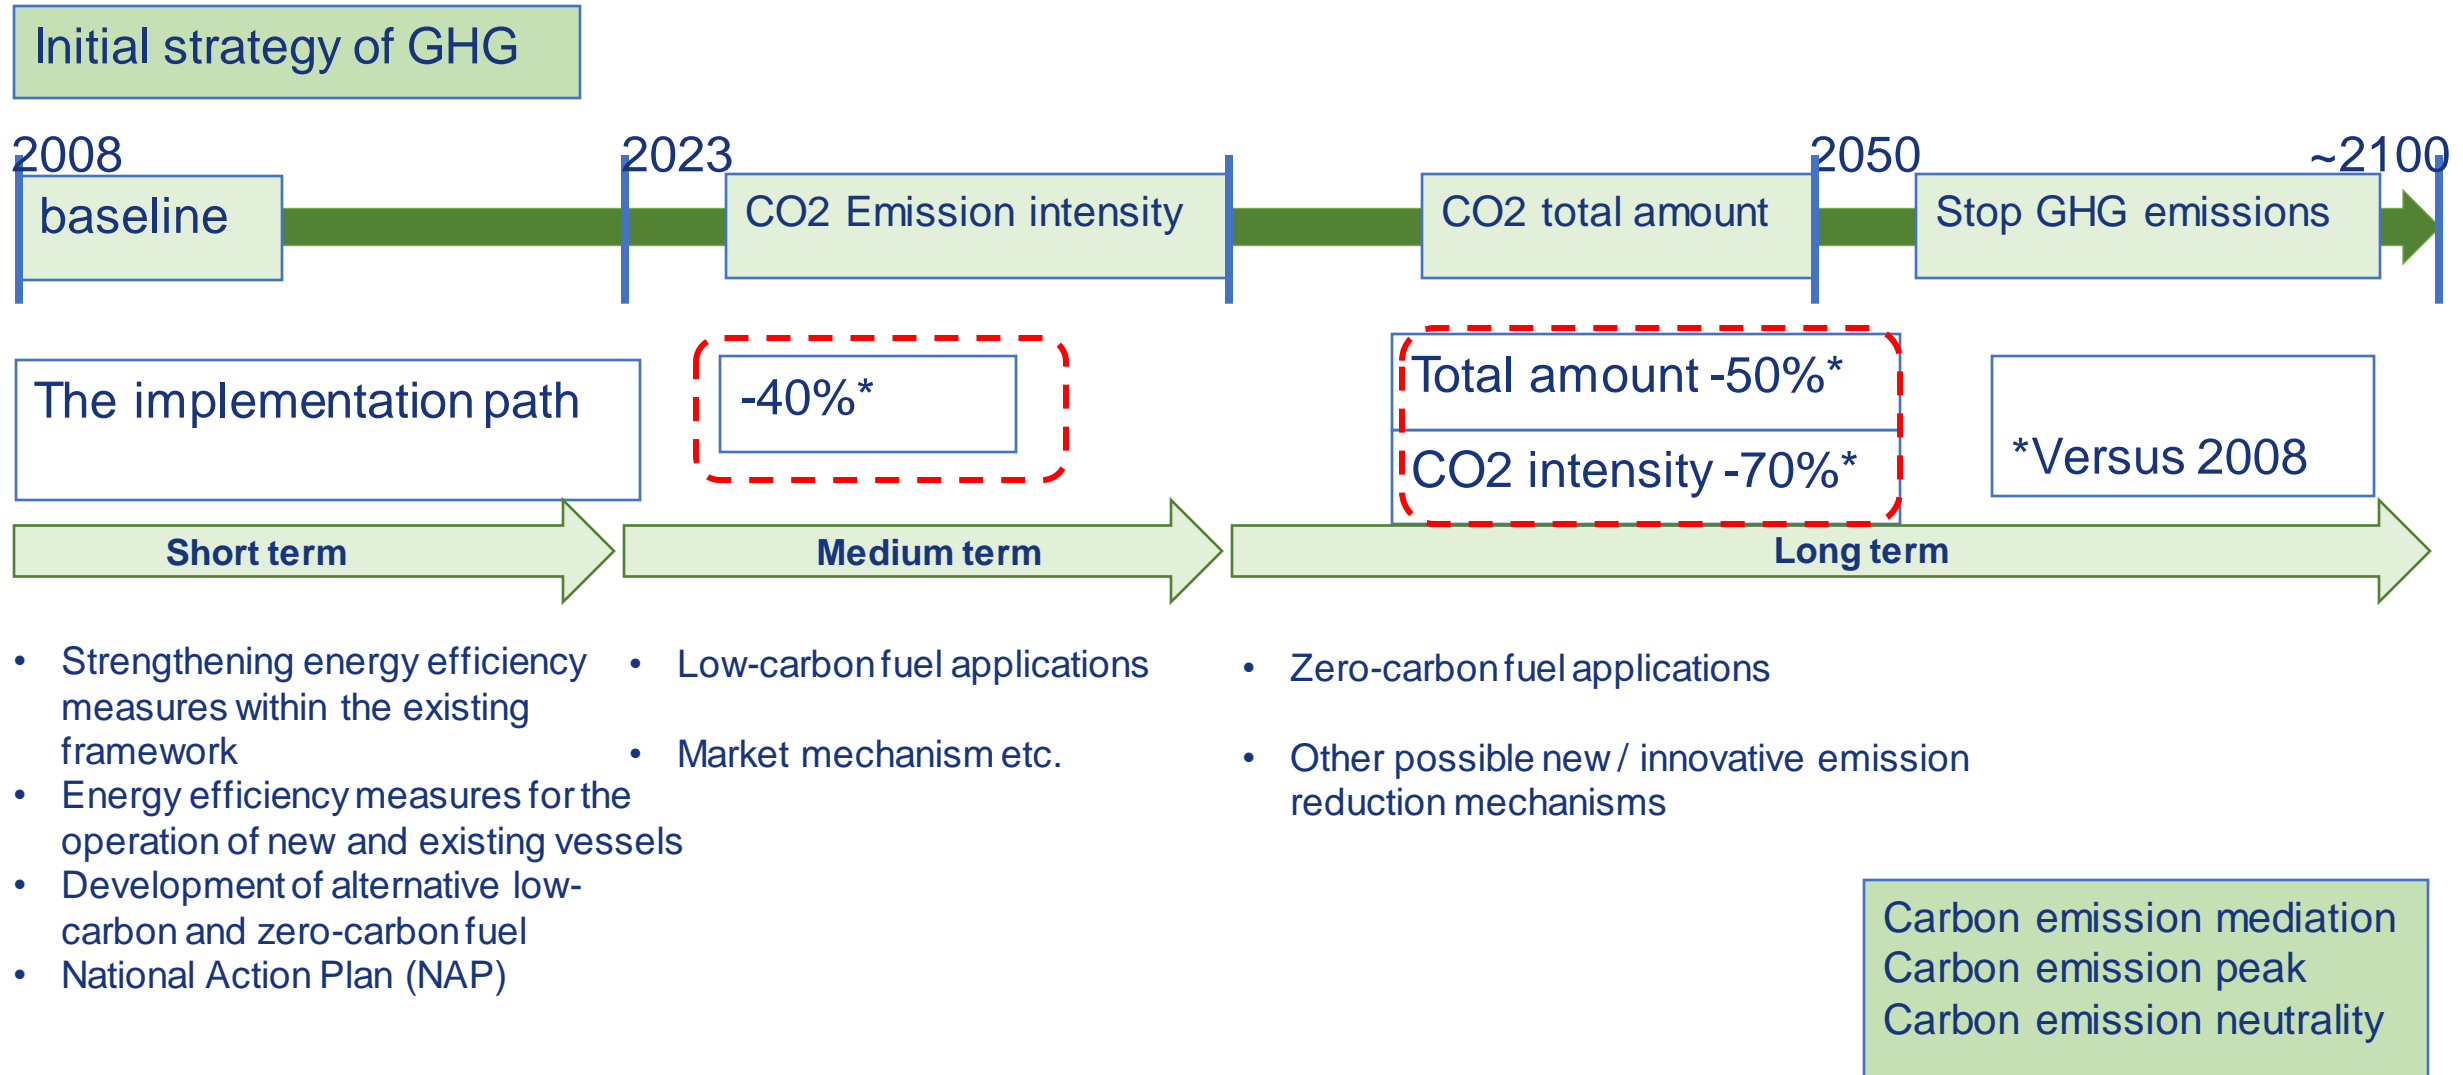 Initial strategy of GHG
2008
2023
2050
~2100
baseline
CO2 Emission intensity
CO2 total amount
Stop GHG emissions
The implementation path
-40%*
Total amount -50%*
CO2 intensity -70%*
*Versus 2008
Short term
Medium term
Long term
• Strengthening energy efficiency
measures within the existing
framework
• Energy efficiency measures for the
operation of new and existing vessels
• Development of alternative low-
carbon and zero-carbon fuel
• National Action Plan (NAP)
• Low-carbon fuel applications
• Market mechanism etc.
• Zero-carbon fuel applications
• Other possible new / innovative emission
reduction mechanisms
Carbon emission mediation
Carbon emission peak
Carbon emission neutrality